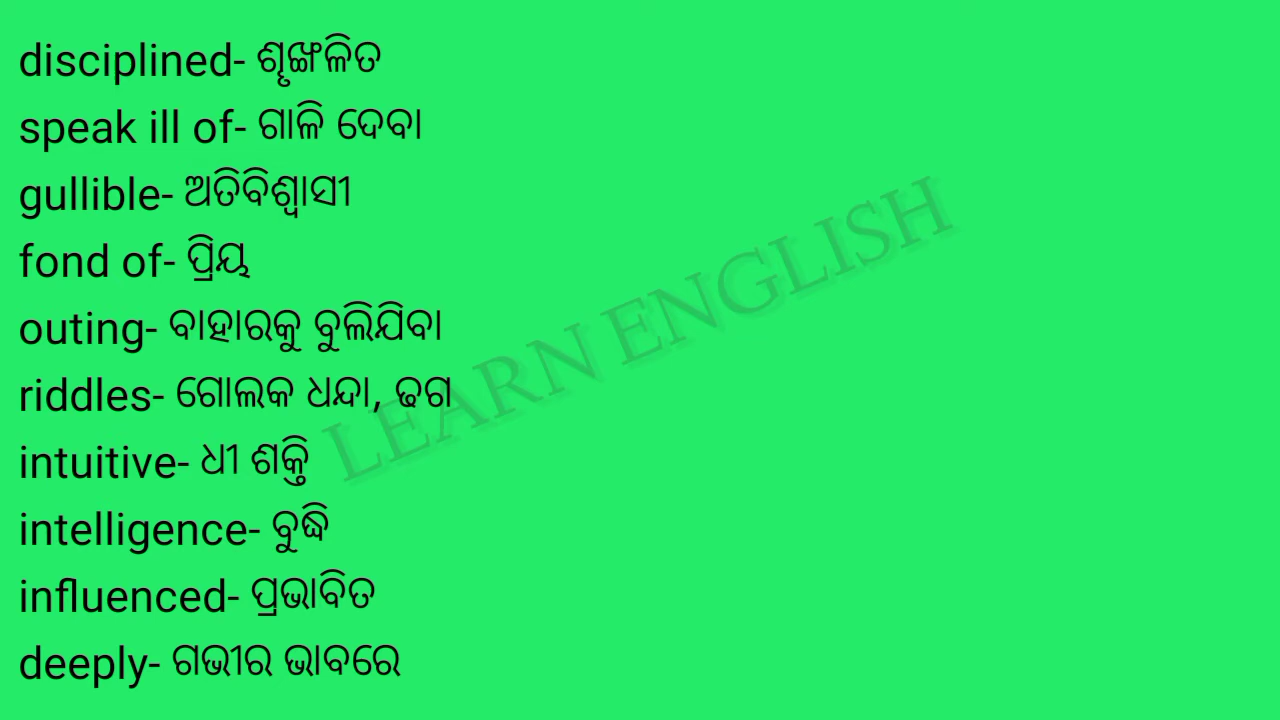 disciplined- ଶୃଙ୍ଖଳିତ
speak ill of- ଗାଳି ଦେବା
gullible- ଅତିବିଶ୍ୱାସୀ
fond of- ପ୍ରିୟ
outing- ବାହାରକୁ ବୁଲିଯିବା
riddles- ଗୋଲକ ଧନ୍ଦା, ଢଗ
intuitive- ଧୀ ଶକ୍ତି
intelligence- ବୁଦ୍ଧି
influenced- ପ୍ରଭାବିତ
deeply- ଗଭୀର ଭାବରେ
LEARN ENGLISH